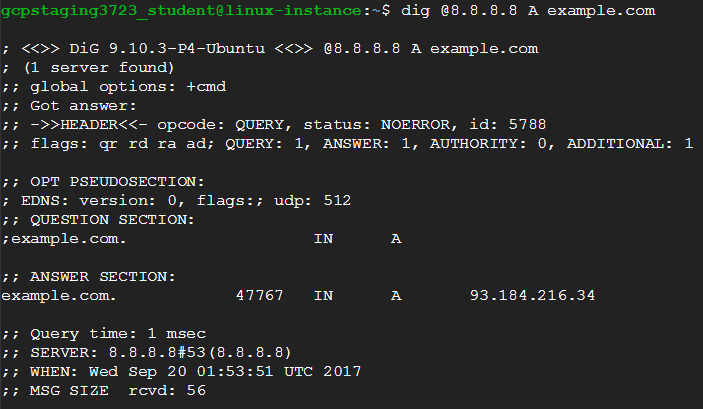 gcpstaging3723_student@linux-instance:~$ dig @8.8.8.8 A example.com
; <<>> DiG 9.10.3-P4-Ubuntu <<>> @8.8.8.8 A example.com
; (1 server found)
;; global options: +cmd
;; Got answer:
;; ->>HEADER<<- opcode: QUERY, status: NOERROR, id: 5788
;; flags: qr rd ra ad; QUERY: 1, ANSWER: 1, AUTHORITY: 0, ADDITIONAL: 1
;; OPT PSEUDOSECTION:
; EDNS: version: 0, flags:; udp: 512
;; QUESTION SECTION:
;example.com. IN A
;; ANSWER SECTION:
example.com. 47767 IN A 93.184.216.34
;; Query time: 1 msec
;; SERVER: 8.8.8.8#53(8.8.8.8)
;; WHEN: Wed Sep 20 01:53:51 UTC 2017
;; MSG SIZE rcvd: 56